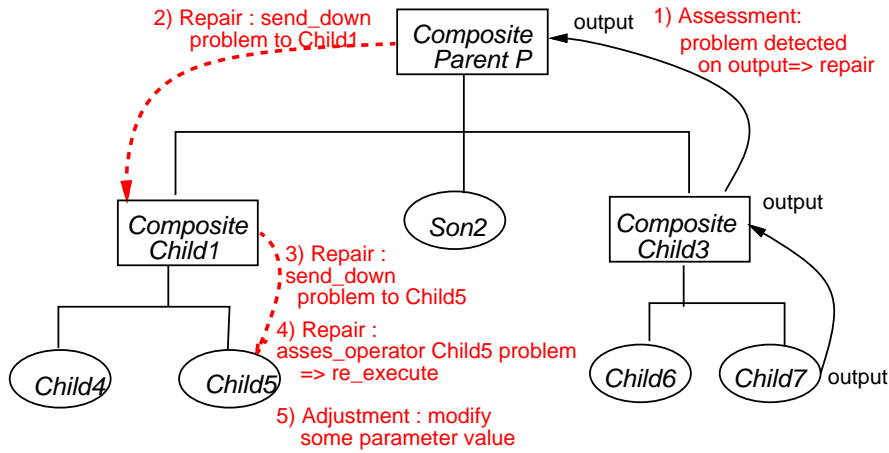 2) Repair : send_down
problem to Child1
Composite
Parent P
output
1) Assessment:
problem detected
on output=> repair
Composite
Child1
Son2
Composite
Child3
output
3) Repair :
send_down
problem to Child5
4) Repair :
asses_operator Child5 problem
=> re_execute
Child4
Child5
Child6
Child7
output
5) Adjustment : modify
some parameter value